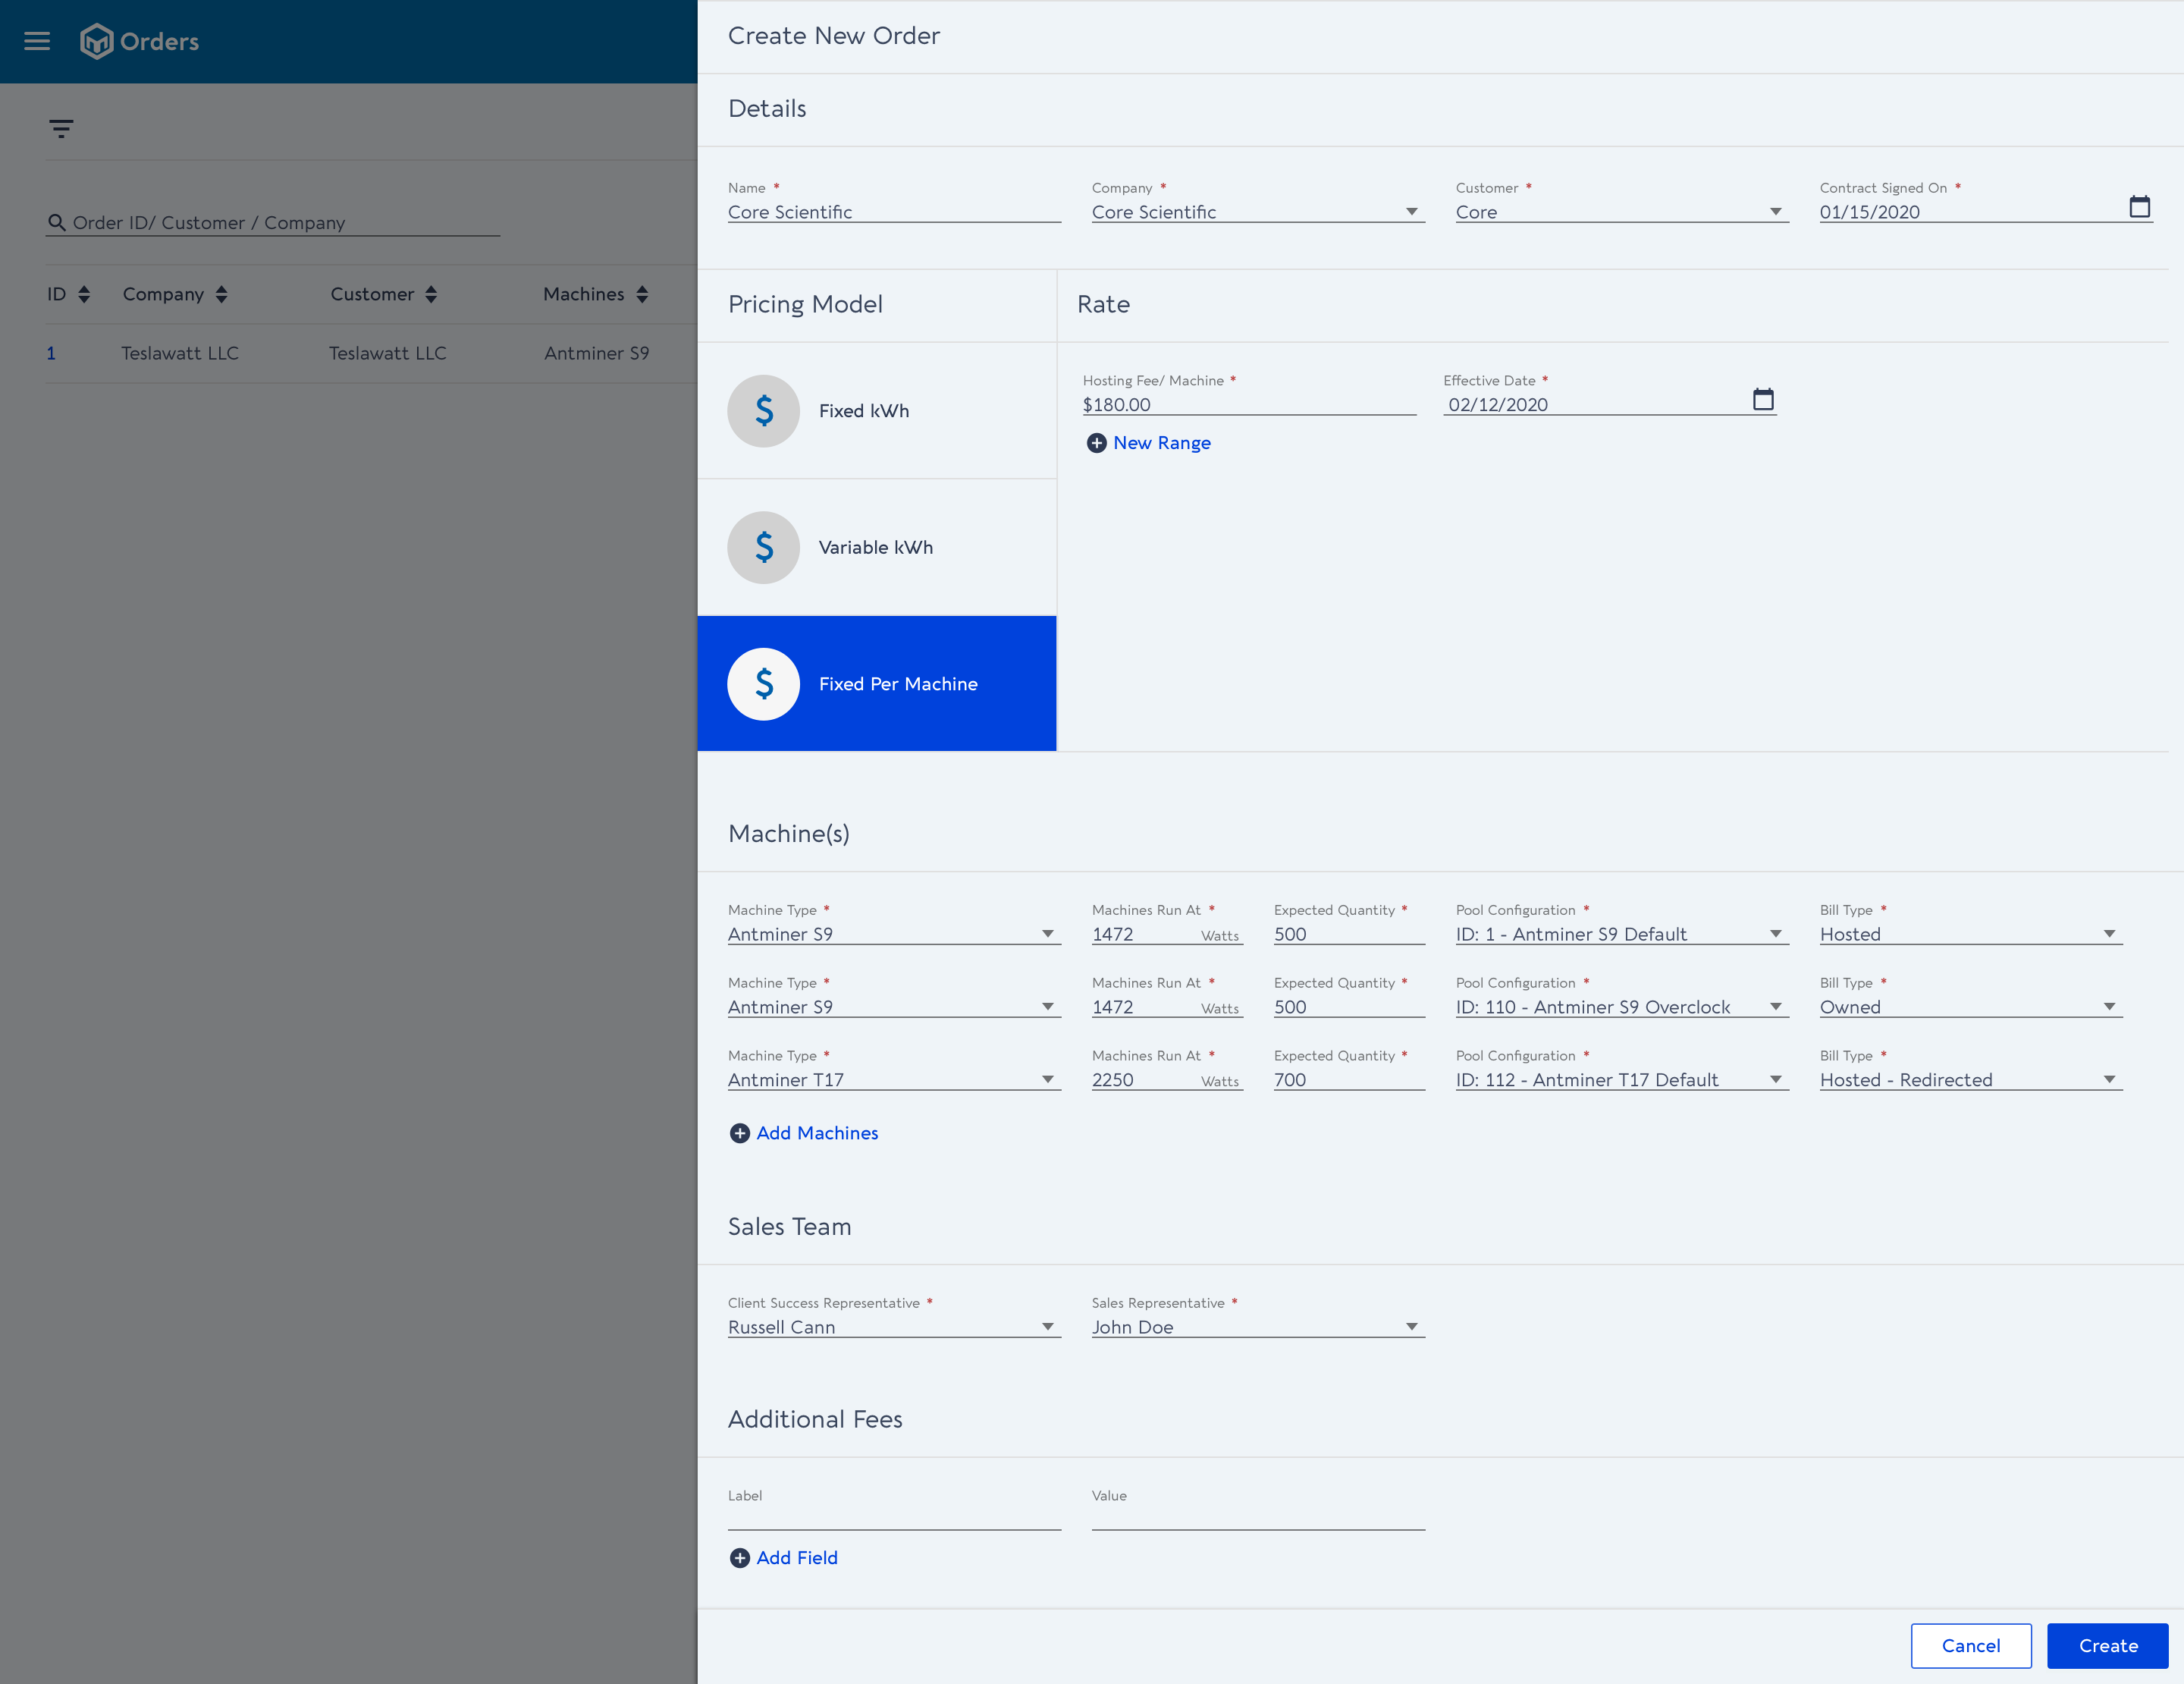 Orders
Order ID/ Customer / Company
ID Company Customer Machines
1 Teslawatt LLC Teslawatt LLC Antminer S9
Create New Order
Details
Name * Company * Customer * Contract Signed On *
Core Scientific Core Scientific Core 01/15/2020
Pricing Model Rate
Hosting Fee/ Machine * Effective Date *
$180.00 02/12/2020
$ Fixed kWh
New Range
$ Variable kWh
$ Fixed Per Machine
Machine(s)
Machine Type * Machines Run At * Expected Quantity * Pool Configuration * Bill Type *
Antminer S9 1472 Watts 500 ID: 1 - Antminer S9 Default Hosted
Machine Type * Machines Run At * Expected Quantity * Pool Configuration * Bill Type *
Antminer S9 1472 Watts 500 ID: 110 - Antminer S9 Overclock Owned
Machine Type * Machines Run At * Expected Quantity * Pool Configuration * Bill Type *
Antminer T17 2250 Watts 700 ID: 112 - Antminer T17 Default Hosted - Redirected
Add Machines
Sales Team
Client Success Representative * Sales Representative *
Russell Cann John Doe
Additional Fees
Label Value
Add Field
Cancel Create